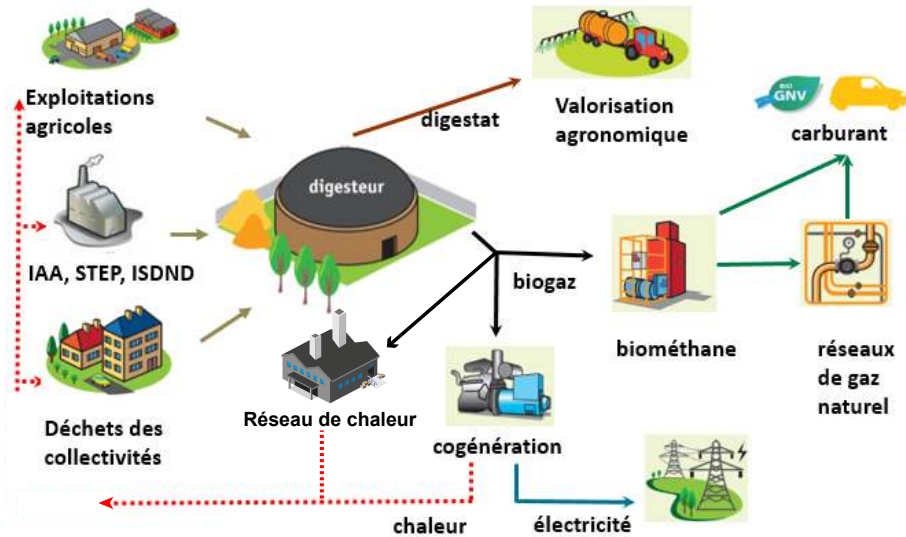 Exploitations
agricoles
IAA, STEP, ISDND
Déchets des
collectivités
digesteur
digestat
Valorisation
agronomique
BIO
GNV
carburant
biogaz
biométhane
réseaux
de gaz
naturel
Réseau de chaleur
cogénération
chaleur
électricité